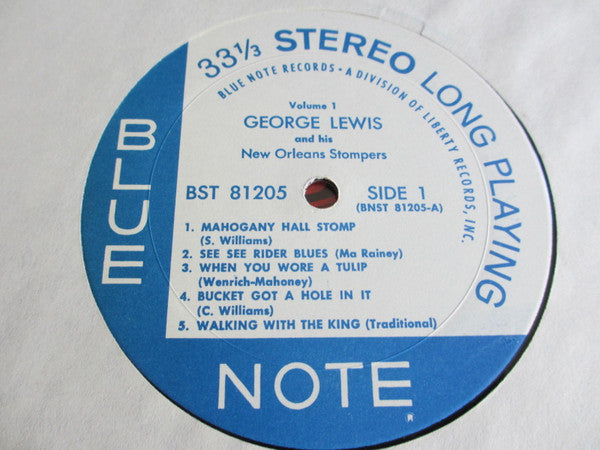 33 1/3 STEREO LONG PLAYING
BLUE NOTE RECORDS • A DIVISION OF LIBERTY RECORDS, INC.
Volume 1
GEORGE LEWIS
and his
New Orleans Stompers
BST 81205 SIDE 1
(BNST 81205-A)
1. MAHOGANY HALL STOMP
(S. Williams)
2. SEE SEE RIDER BLUES (Ma Rainey)
3. WHEN YOU WORE A TULIP
(Wenrich-Mahoney)
4. BUCKET GOT A HOLE IN IT
(C. Williams)
5. WALKING WITH THE KING (Traditional)
BLUE
NOTE